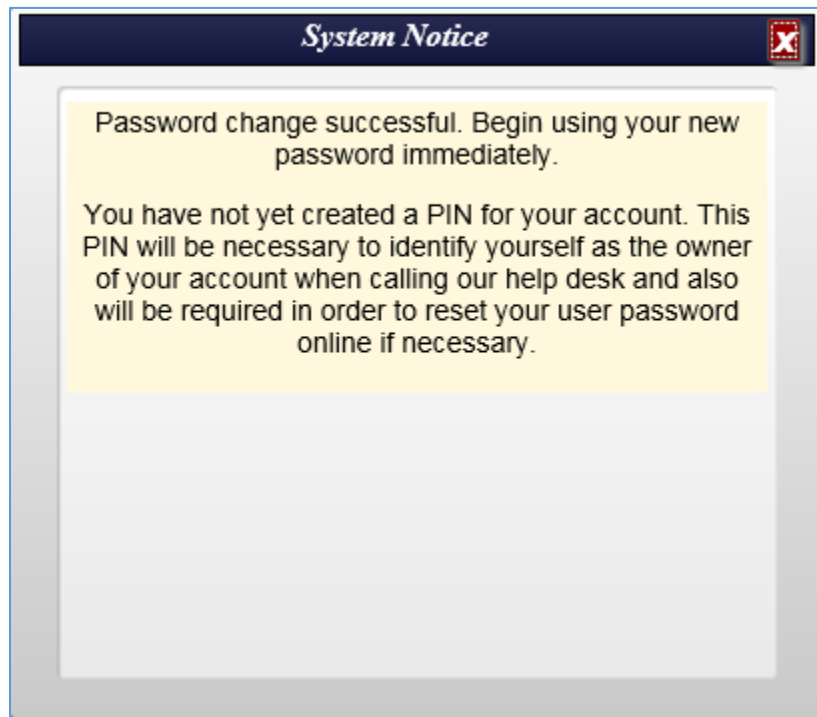 System Notice
X
Password change successful. Begin using your new
password immediately.
You have not yet created a PIN for your account. This
PIN will be necessary to identify yourself as the owner
of your account when calling our help desk and also
will be required in order to reset your user password
online if necessary.